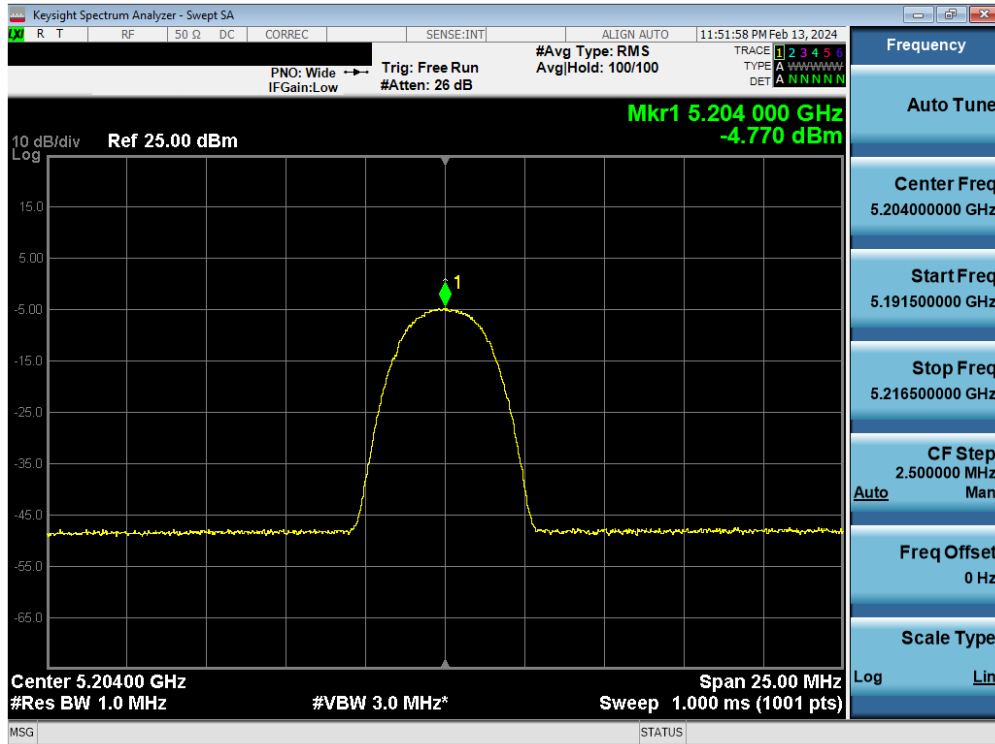 Keysight Spectrum Analyzer - Swept SA
LXI R T RF 50 Ω DC CORREC SENSE:INT ALIGN AUTO 11:51:58 PM Feb 13, 2024
PNO: Wide
IFGain:Low
Trig: Free Run
#Atten: 26 dB
#Avg Type: RMS
Avg|Hold: 100/100
TRACE 1 2 3 4 5 6
TYPE A WWWWW
DET A N N N N N
Mkr1 5.204 000 GHz
-4.770 dBm
10 dB/div
Log
Ref 25.00 dBm
15.0
5.00
-5.00
-15.0
-25.0
-35.0
-45.0
-55.0
-65.0
1
Center 5.20400 GHz
#Res BW 1.0 MHz
#VBW 3.0 MHz*
Span 25.00 MHz
Sweep 1.000 ms (1001 pts)
MSG
STATUS
Frequency
Auto Tune
Center Freq
5.204000000 GHz
Start Freq
5.191500000 GHz
Stop Freq
5.216500000 GHz
CF Step
2.500000 MHz
Auto Man
Freq Offset
0 Hz
Scale Type
Log Lin